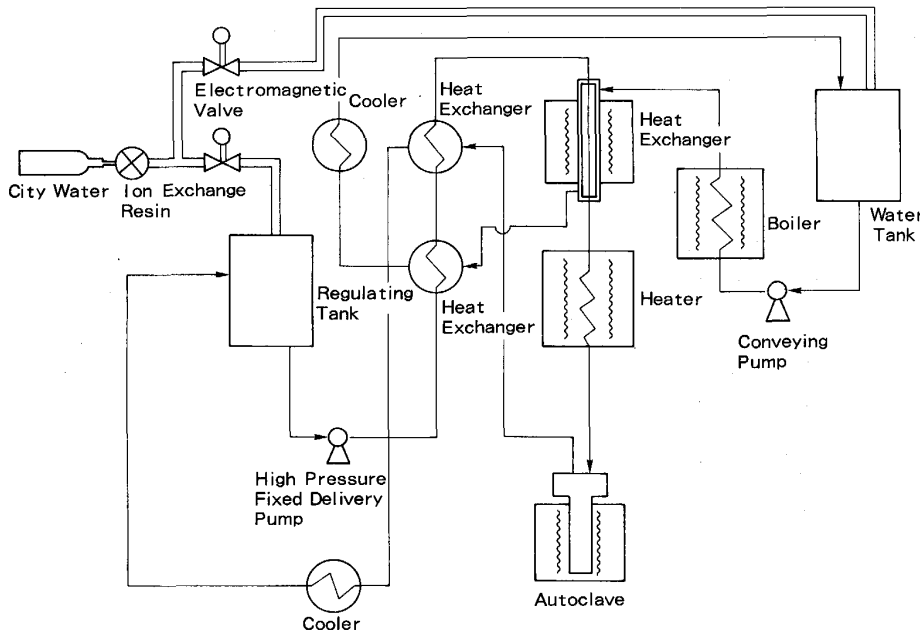 Electromagnetic
Valve
Cooler
Heat
Exchanger
Heat
Exchanger
City Water
Ion Exchange
Resin
Boiler
Water
Tank
Regulating
Tank
Heat
Exchanger
Heater
Conveying
Pump
High Pressure
Fixed Delivery
Pump
Autoclave
Cooler